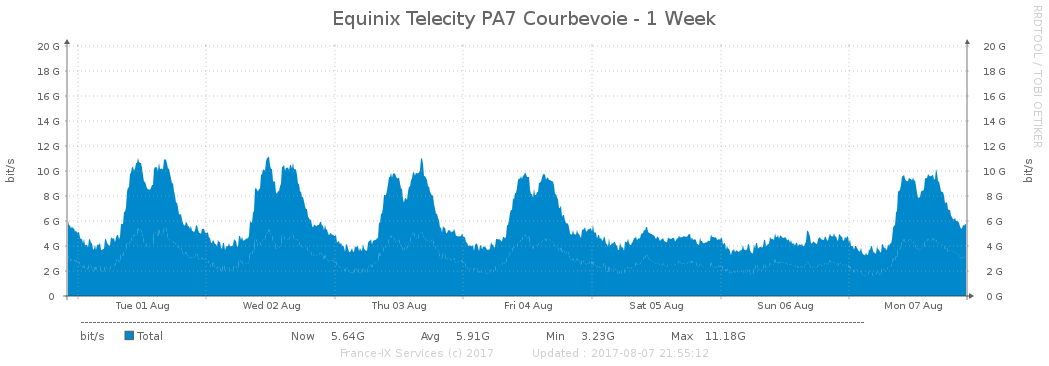 Equinix Telecity PA7 Courbevoie - 1 Week
RRDTOOL / TOBI OETIKER
bit/s
20 G 20 G
18 G 18 G
16 G 16 G
14 G 14 G
12 G 12 G
10 G 10 G
8 G 8 G
6 G 6 G
4 G 4 G
2 G 2 G
0 0 G
bit/s
Tue 01 Aug Wed 02 Aug Thu 03 Aug Fri 04 Aug Sat 05 Aug Sun 06 Aug Mon 07 Aug
bit/s Total Now 5.64G Avg 5.91G Min 3.23G Max 11.18G
France-IX Services (c) 2017 Updated : 2017-08-07 21:55:12